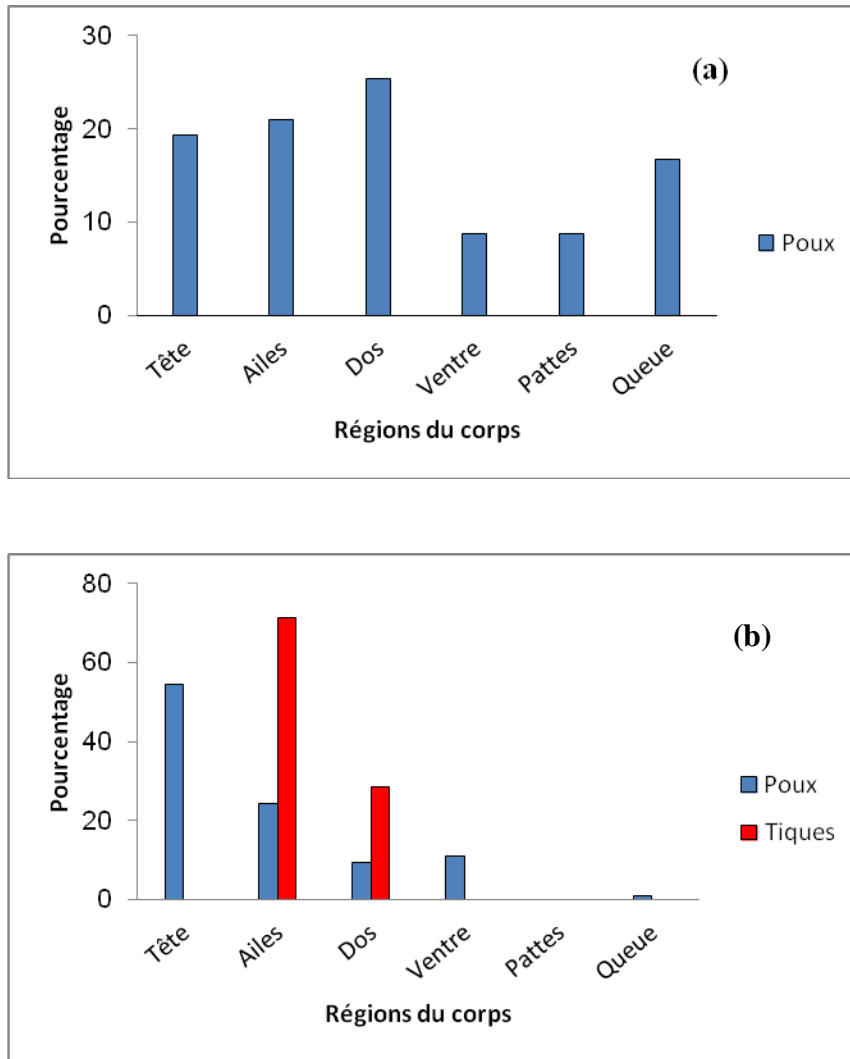 30
(a)
Pourcentage
20
10
0
Poux
Tête
Ailes
Dos
Ventre
Pattes
Queue
Régions du corps
80
(b)
60
Pourcentage
40
20
0
Poux
Tiques
Tête
Ailes
Dos
Ventre
Pattes
Queue
Régions du corps